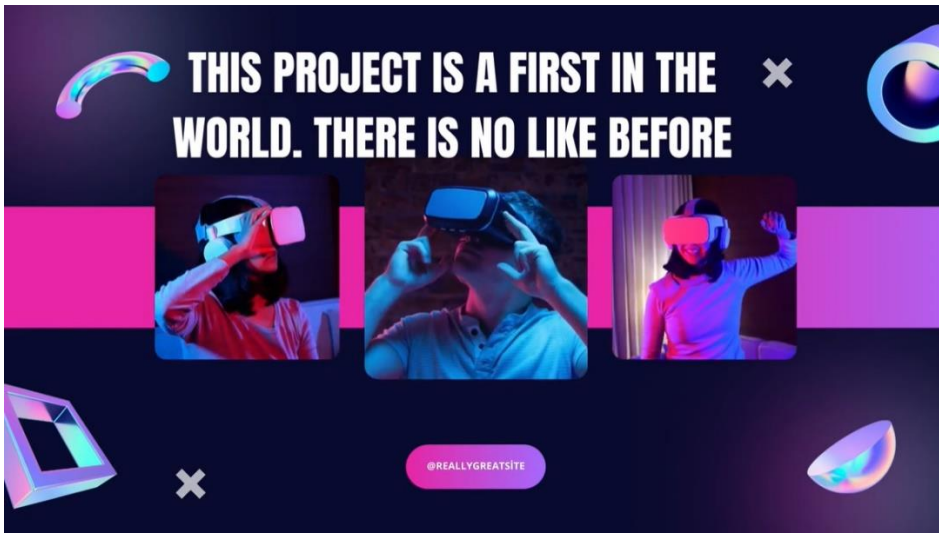 THIS PROJECT IS A FIRST IN THE
WORLD. THERE IS NO LIKE BEFORE
@REALLYGREATSİTE